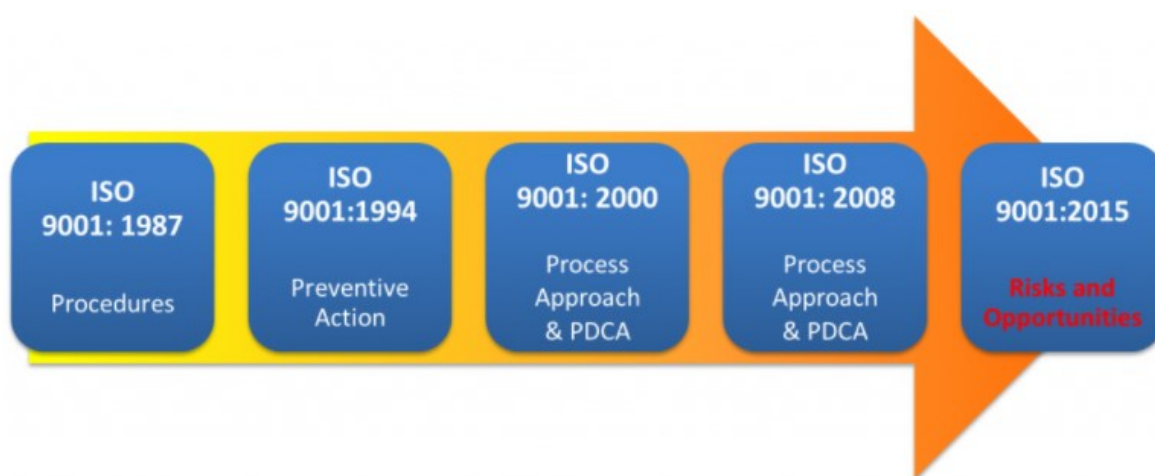 ISO
9001: 1987
Procedures
ISO
9001:1994
Preventive
Action
ISO
9001: 2000
Process
Approach
& PDCA
ISO
9001: 2008
Process
Approach
& PDCA
ISO
9001:2015
Risks and
Opportunities